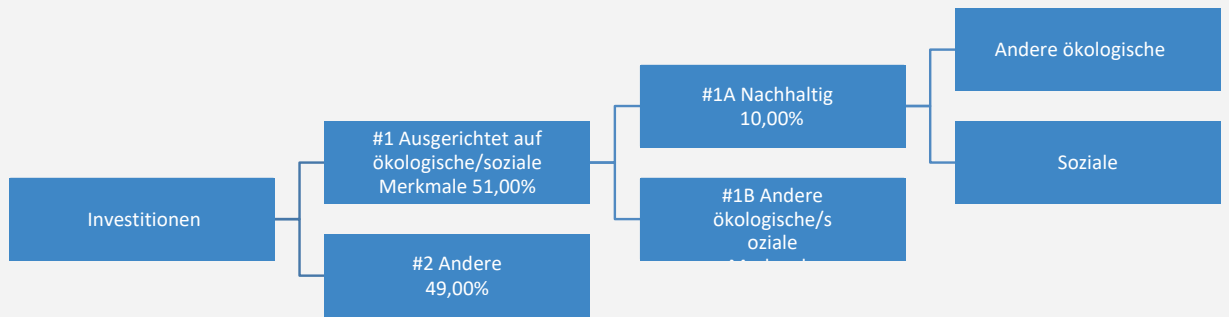 Investitionen
#1 Ausgerichtet auf
ökologische/soziale
Merkmale 51,00%
#2 Andere
49,00%
#1A Nachhaltig
10,00%
#1B Andere
ökologische/s
oziale
Andere ökologische
Soziale